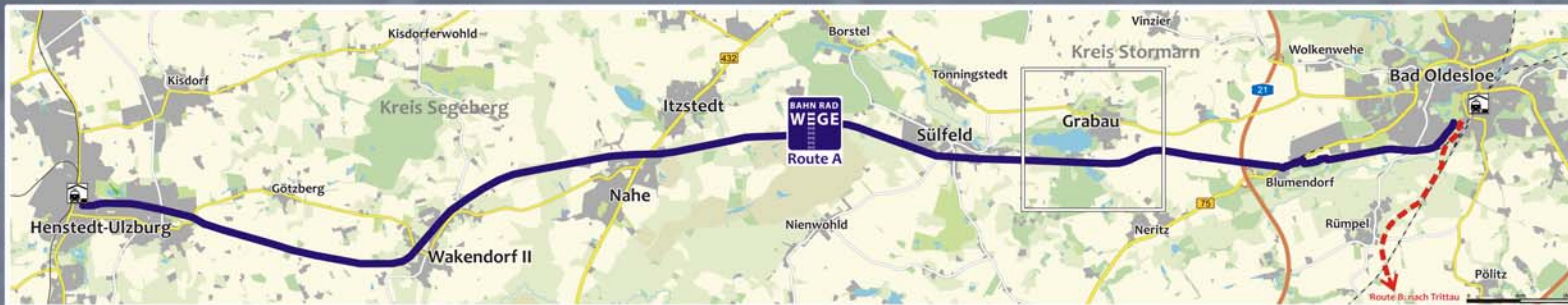 Kisdorferwohld
Vinzier
Borstel
Kreis Stormarn
Wolkenwehe
432
Bad Oldesloe
Kisdorf
Tönningstedt
21
Kreis Segeberg
Itzstedt
BAHN RAD
WEGE
Grabau
Sülfeld
Route A
Blumendorf
Götzberg
Nahe
75
Henstedt-Ulzburg
Nienwohld
Neritz
Rümpel
Wakendorf II
Pölitz
Route B: nach Trittau